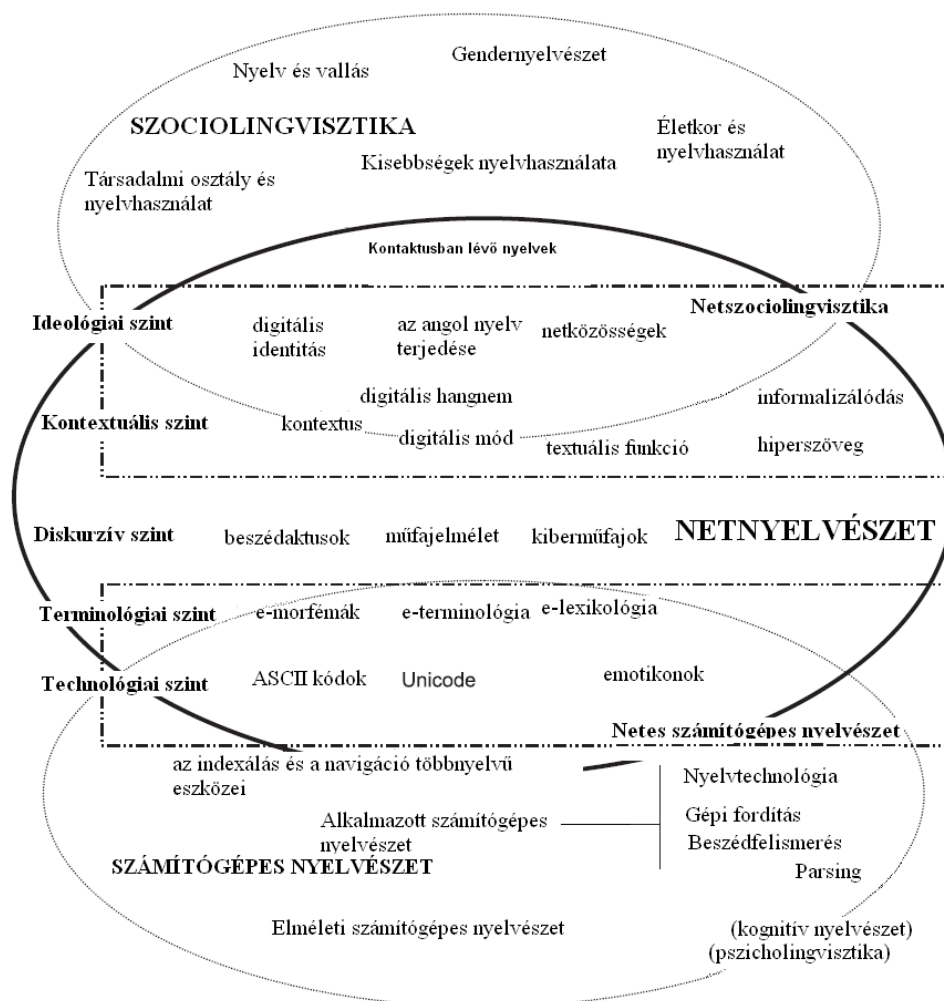 Gendernyelvészet
Nyelv és vallás
SZOCIOLINGVISZTIKA
Életkor és
nyelvhasználat
Kisebbségek nyelvhasználata
Társadalmi osztály és
nyelvhasználat
Kontaktusban lévő nyelvek
Netszociolingvisztika
Ideológiai szint
digitális
identitás
az angol nyelv
terjedése
netközösségek
digitális hangnem
informalizálódás
Kontextuális szint
kontextus
digitális mód
textuális funkció
hiperszöveg
Diskurzív szint
beszédaktusok
műfajelmélet
kiberműfajok
NETNYELVÉSZET
Terminológiai szint
e-morfémák
e-terminológia
e-lexikológia
Technológiai szint
ASCII kódok
Unicode
emotikonok
Netes számítógépes nyelvészet
az indexálás és a navigáció többnyelvű
eszközei
Nyelvtechnológia
Alkalmazott számítógépes
nyelvészet
Gépi fordítás
Beszédfelismerés
Parsing
SZÁMÍTÓGÉPES NYELVÉSZET
Elméleti számítógépes nyelvészet
(kognitív nyelvészet)
(pszicholingvisztika)